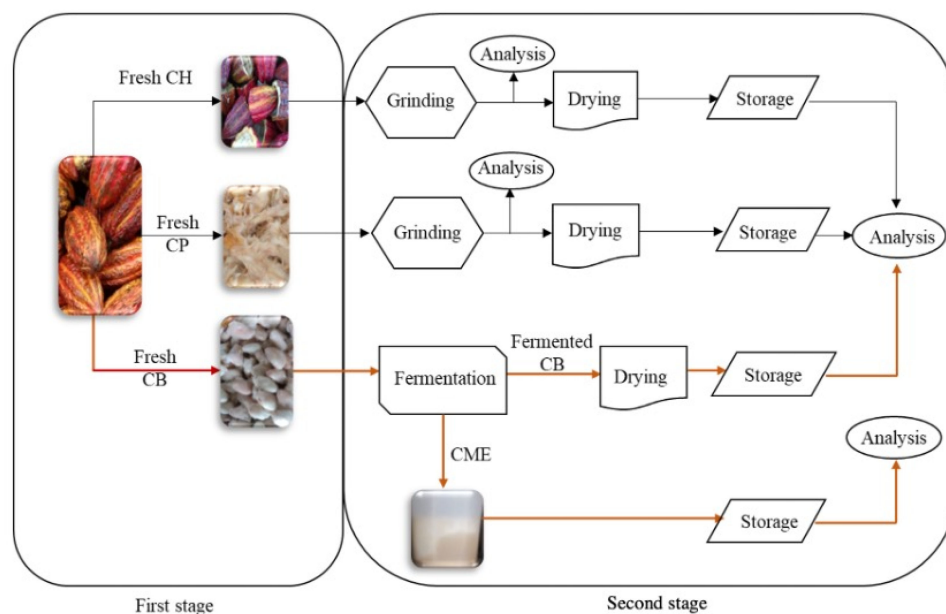 Fresh CH
Grinding
Analysis
Drying
Storage
Fresh
CP
Grinding
Analysis
Drying
Storage
Analysis
Fresh
CB
Fermentation
Fermented
CB
Drying
Storage
CME
Storage
Analysis
First stage
Second stage